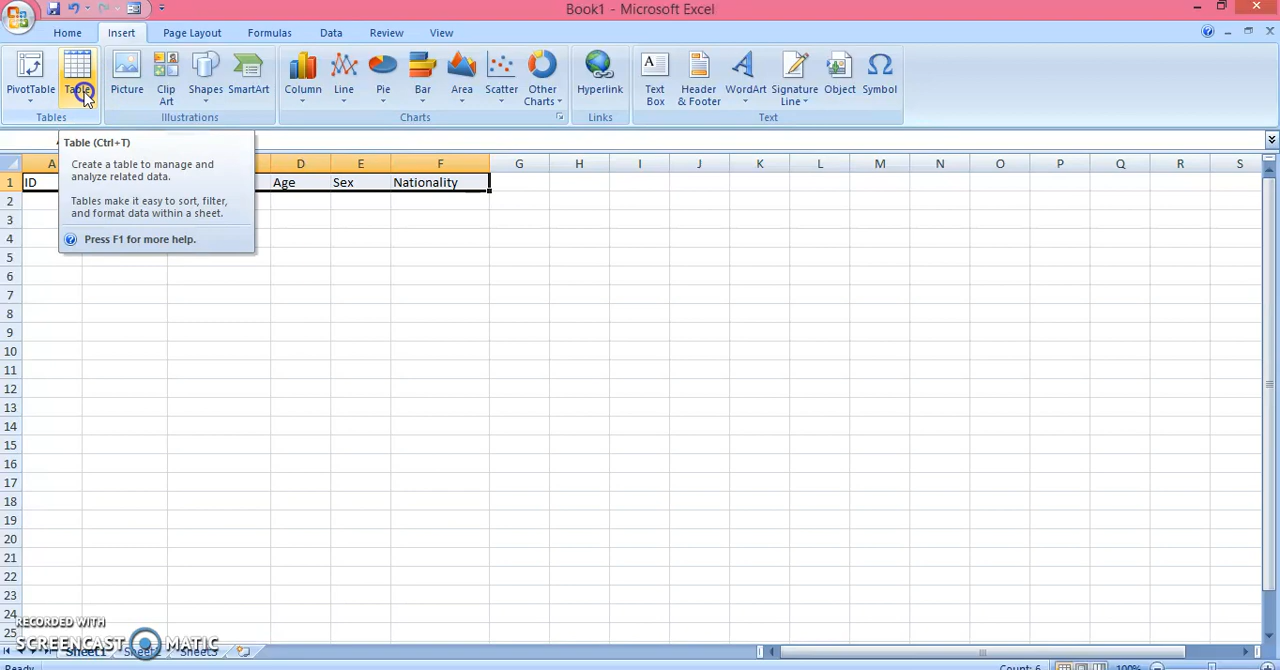 Book1 - Microsoft Excel
Home Insert Page Layout Formulas Data Review View
PivotTable Table Picture Clip Art Shapes SmartArt Column Line Pie Bar Area Scatter Other Charts Hyperlink Text Box Header & Footer WordArt Signature Line Object Symbol
Tables Illustrations Charts Links Text
Table (Ctrl+T)
Create a table to manage and
analyze related data.
Tables make it easy to sort, filter,
and format data within a sheet.
Press F1 for more help.
A D E F G H I J K L M N O P Q R S
1 ID Age Sex Nationality
2
3
4
5
6
7
8
9
10
11
12
13
14
15
16
17
18
19
20
21
22
23
24
25
RECORDED WITH
SCREENCAST MATIC
Sheet1 Sheet2 Sheet3
Ready Count: 6 100%